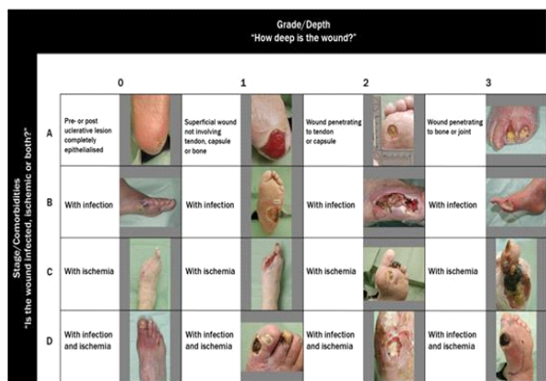 Grade/Depth
"How deep is the wound?"
Stage/Comorbidities
"Is the wound infected, ischemic or both?"
0
1
2
3
A
Pre- or post
uclerative lesion
completely
epithelialised
Superficial wound
not involving
tendon, capsule
or bone
Wound penetrating
to tendon
or capsule
Wound penetrating
to bone or joint
B
With infection
With infection
With infection
With infection
C
With ischemia
With ischemia
With ischemia
With ischemia
D
With infection
and ischemia
With infection
and ischemia
With infection
and ischemia
With infection
and ischemia